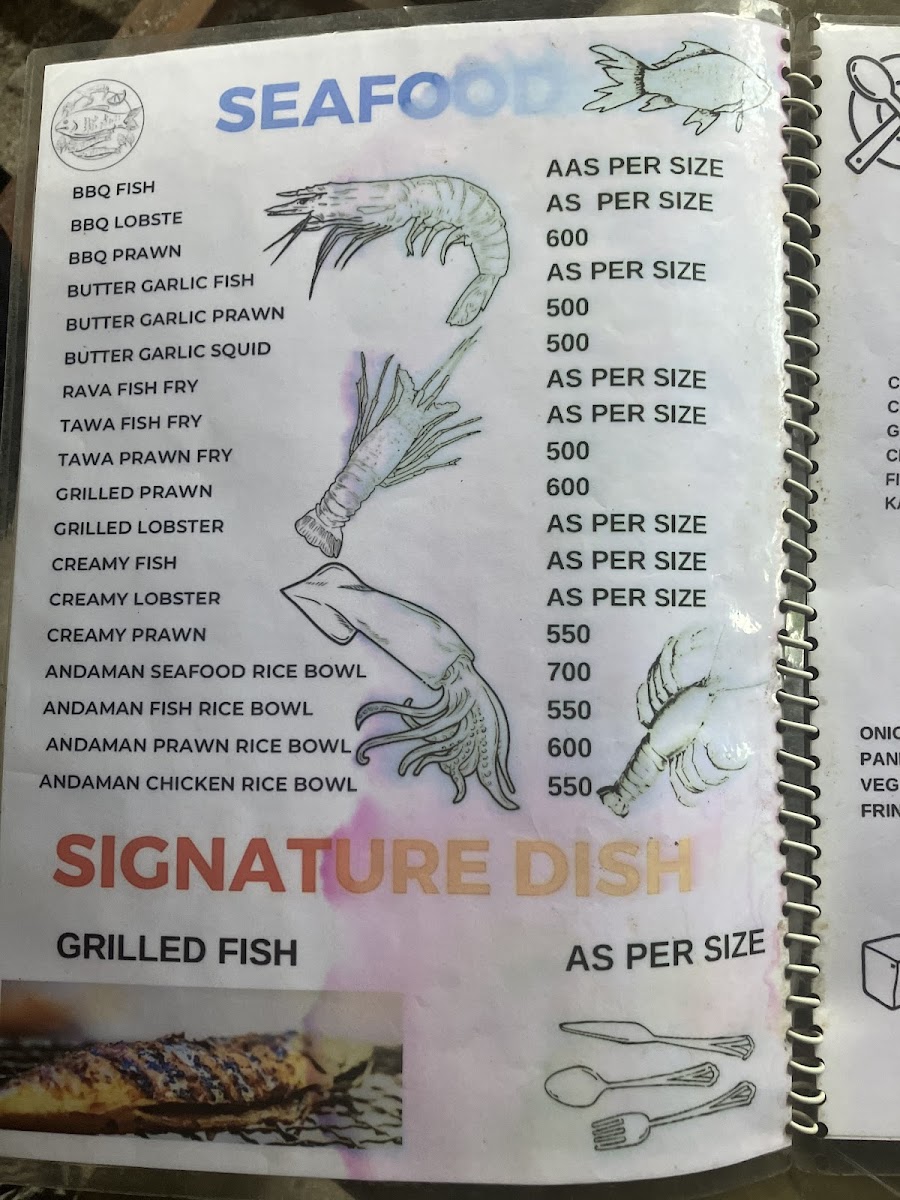 SEAFOOD
BBQ FISH AAS PER SIZE
BBQ LOBSTE AS PER SIZE
BBQ PRAWN 600
BUTTER GARLIC FISH AS PER SIZE
BUTTER GARLIC PRAWN 500
BUTTER GARLIC SQUID 500
RAVA FISH FRY AS PER SIZE
TAWA FISH FRY AS PER SIZE
TAWA PRAWN FRY 500
GRILLED PRAWN 600
GRILLED LOBSTER AS PER SIZE
CREAMY FISH AS PER SIZE
CREAMY LOBSTER AS PER SIZE
CREAMY PRAWN 550
ANDAMAN SEAFOOD RICE BOWL 700
ANDAMAN FISH RICE BOWL 550
ANDAMAN PRAWN RICE BOWL 600
ANDAMAN CHICKEN RICE BOWL 550
SIGNATURE DISH
GRILLED FISH AS PER SIZE
VEG